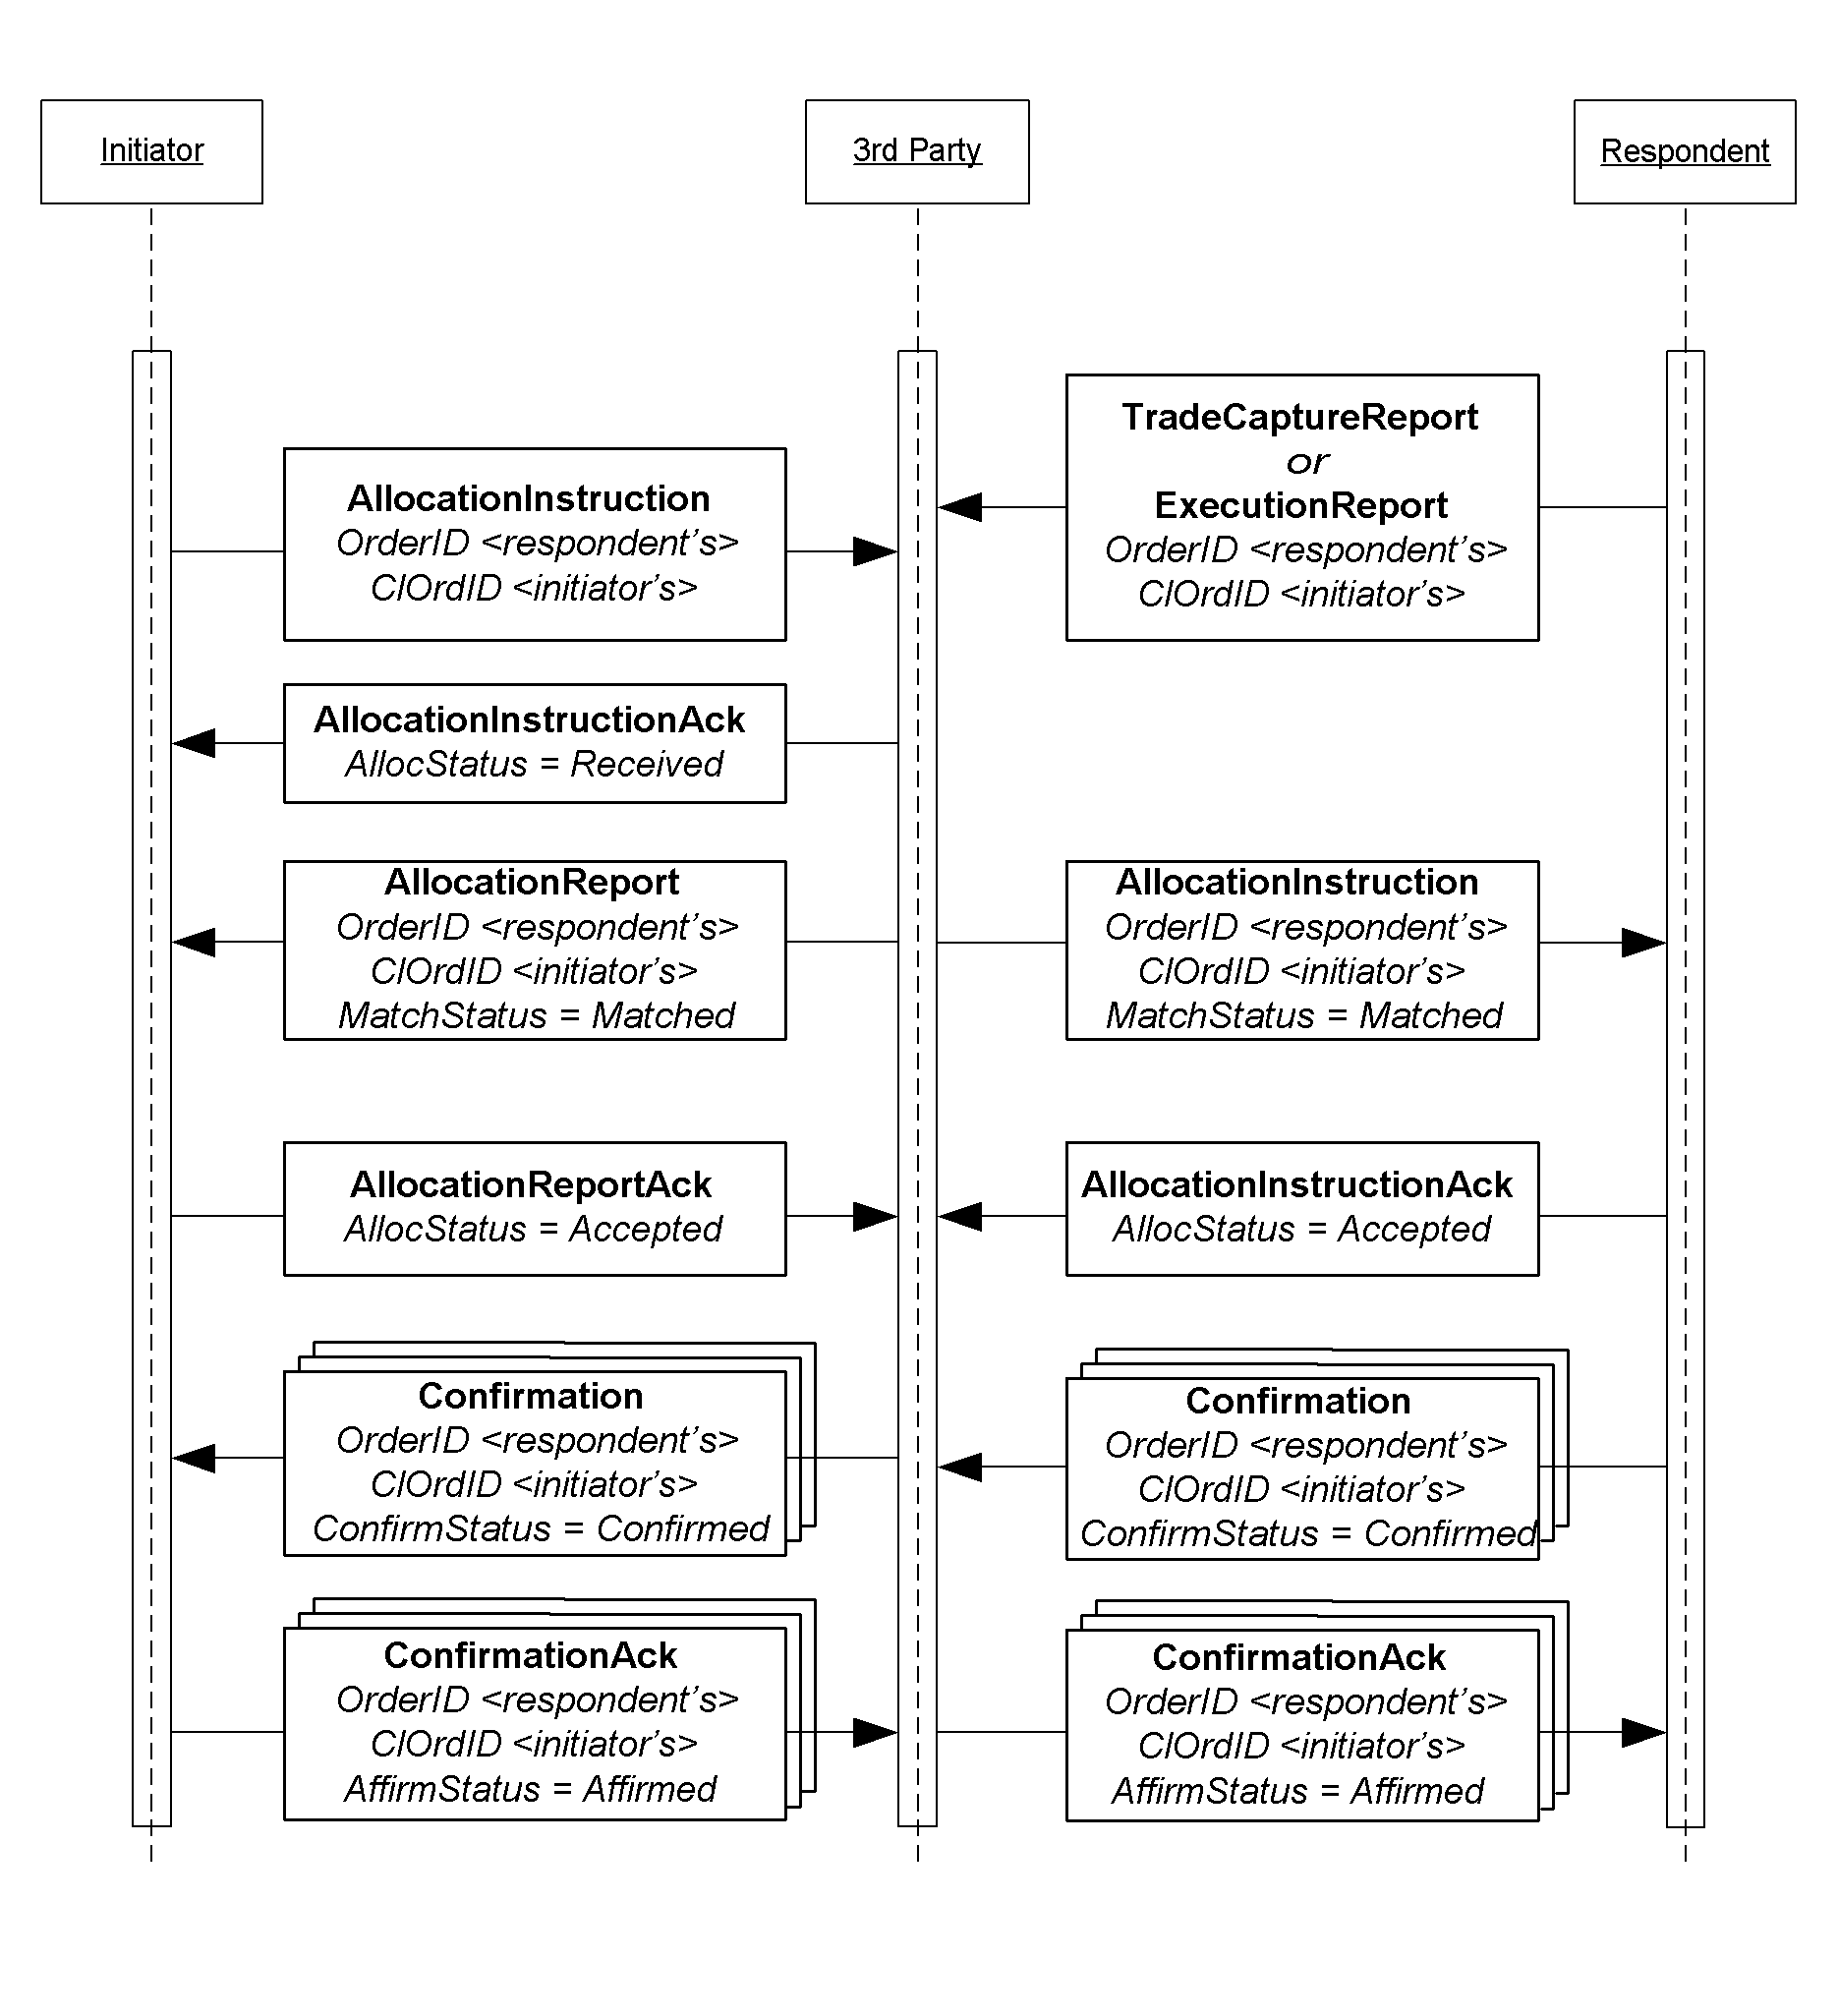 Initiator
3rd Party
Respondent
TradeCaptureReport
or
ExecutionReport
OrderID <respondent’s>
ClOrdID <initiator’s>
AllocationInstruction
OrderID <respondent’s>
ClOrdID <initiator’s>
AllocationInstructionAck
AllocStatus = Received
AllocationReport
OrderID <respondent’s>
ClOrdID <initiator’s>
MatchStatus = Matched
AllocationInstruction
OrderID <respondent’s>
ClOrdID <initiator’s>
MatchStatus = Matched
AllocationReportAck
AllocStatus = Accepted
AllocationInstructionAck
AllocStatus = Accepted
Confirmation
OrderID <respondent’s>
ClOrdID <initiator’s>
ConfirmStatus = Confirmed
Confirmation
OrderID <respondent’s>
ClOrdID <initiator’s>
ConfirmStatus = Confirmed
ConfirmationAck
OrderID <respondent’s>
ClOrdID <initiator’s>
AffirmStatus = Affirmed
ConfirmationAck
OrderID <respondent’s>
ClOrdID <initiator’s>
AffirmStatus = Affirmed